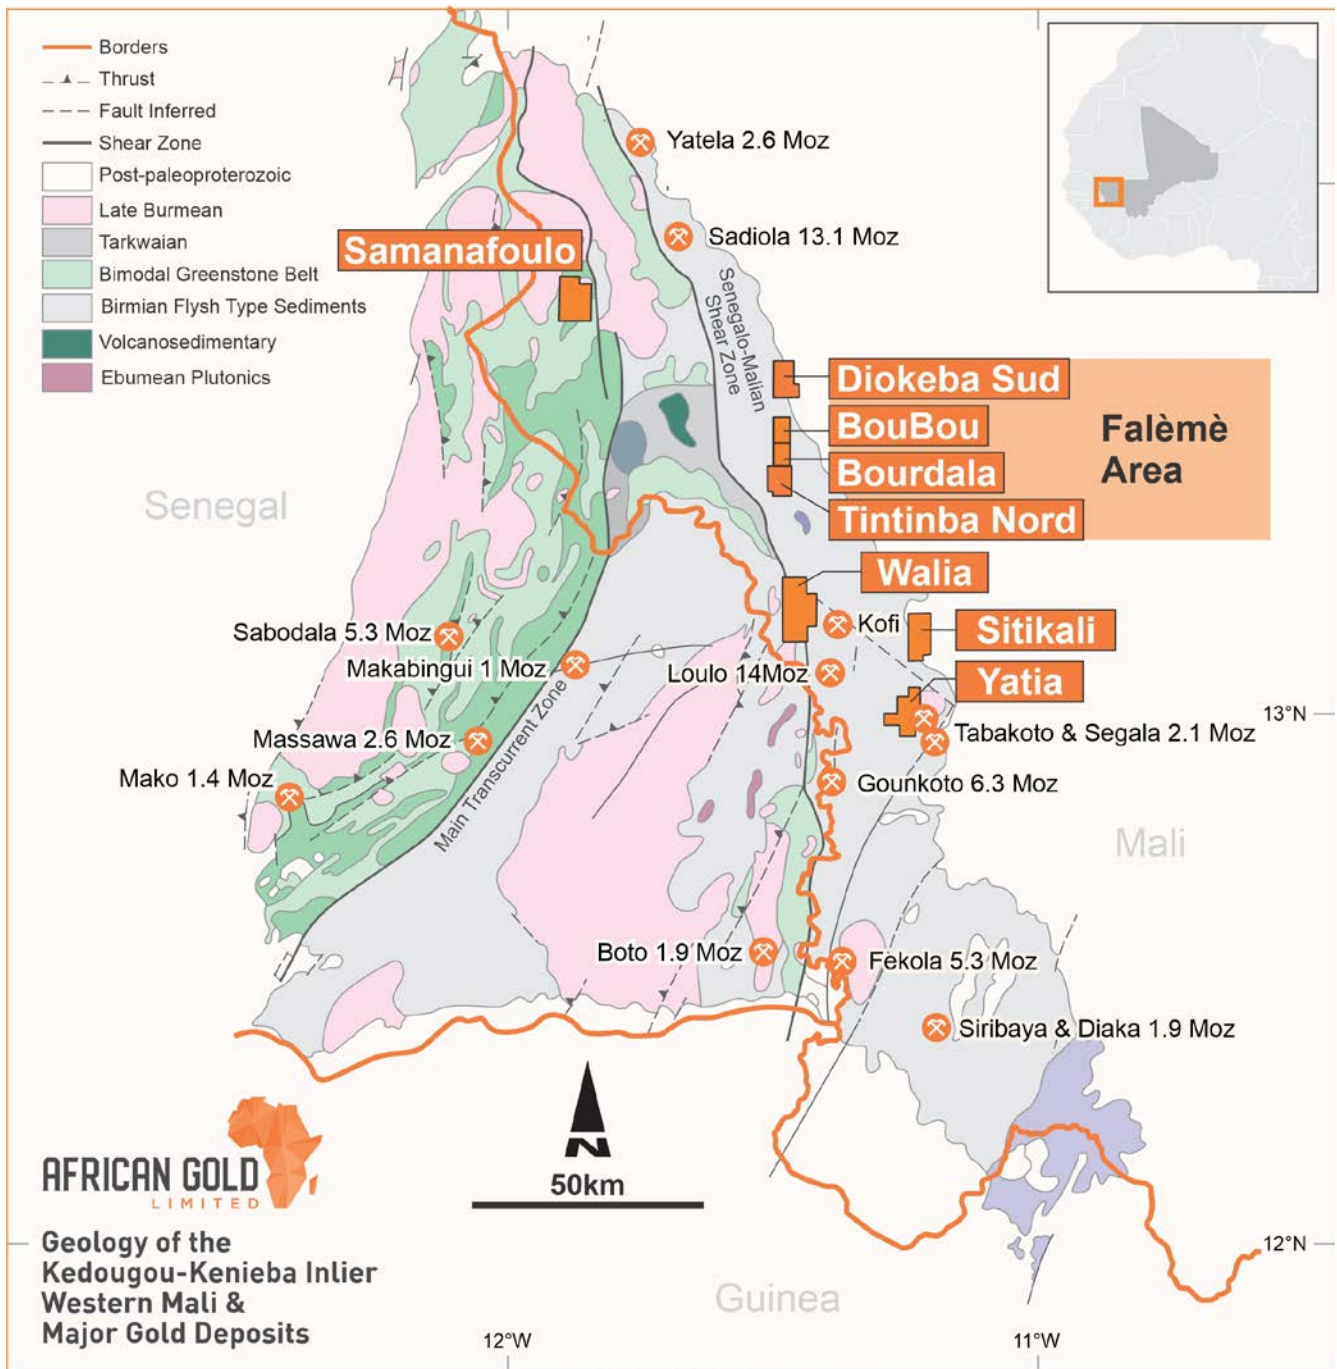 Borders
Thrust
Fault Inferred
Shear Zone
Post-paleoproterozoic
Late Burmean
Tarkwaian
Bimodal Greenstone Belt
Birmian Flysh Type Sediments
Volcanosedimentary
Ebumean Plutonics
Yatela 2.6 Moz
Sadiola 13.1 Moz
Samanafoulo
Senegalo-Malian
Shear Zone
Diokeba Sud
BouBou
Bourdala
Tintinba Nord
Falèmè
Area
Senegal
Walia
Kofi
Sitikali
Sabodala 5.3 Moz
Makabingui 1 Moz
Loulo 14Moz
Yatia
13°N
Massawa 2.6 Moz
Tabakoto & Segala 2.1 Moz
Mako 1.4 Moz
Main Transcurrent Zone
Gounkoto 6.3 Moz
Mali
Boto 1.9 Moz
Fekola 5.3 Moz
Siribaya & Diaka 1.9 Moz
N
50km
AFRICAN GOLD
LIMITED
Geology of the
Kedougou-Kenieba Inlier
Western Mali &
Major Gold Deposits
Guinea
12°N
12°W
11°W